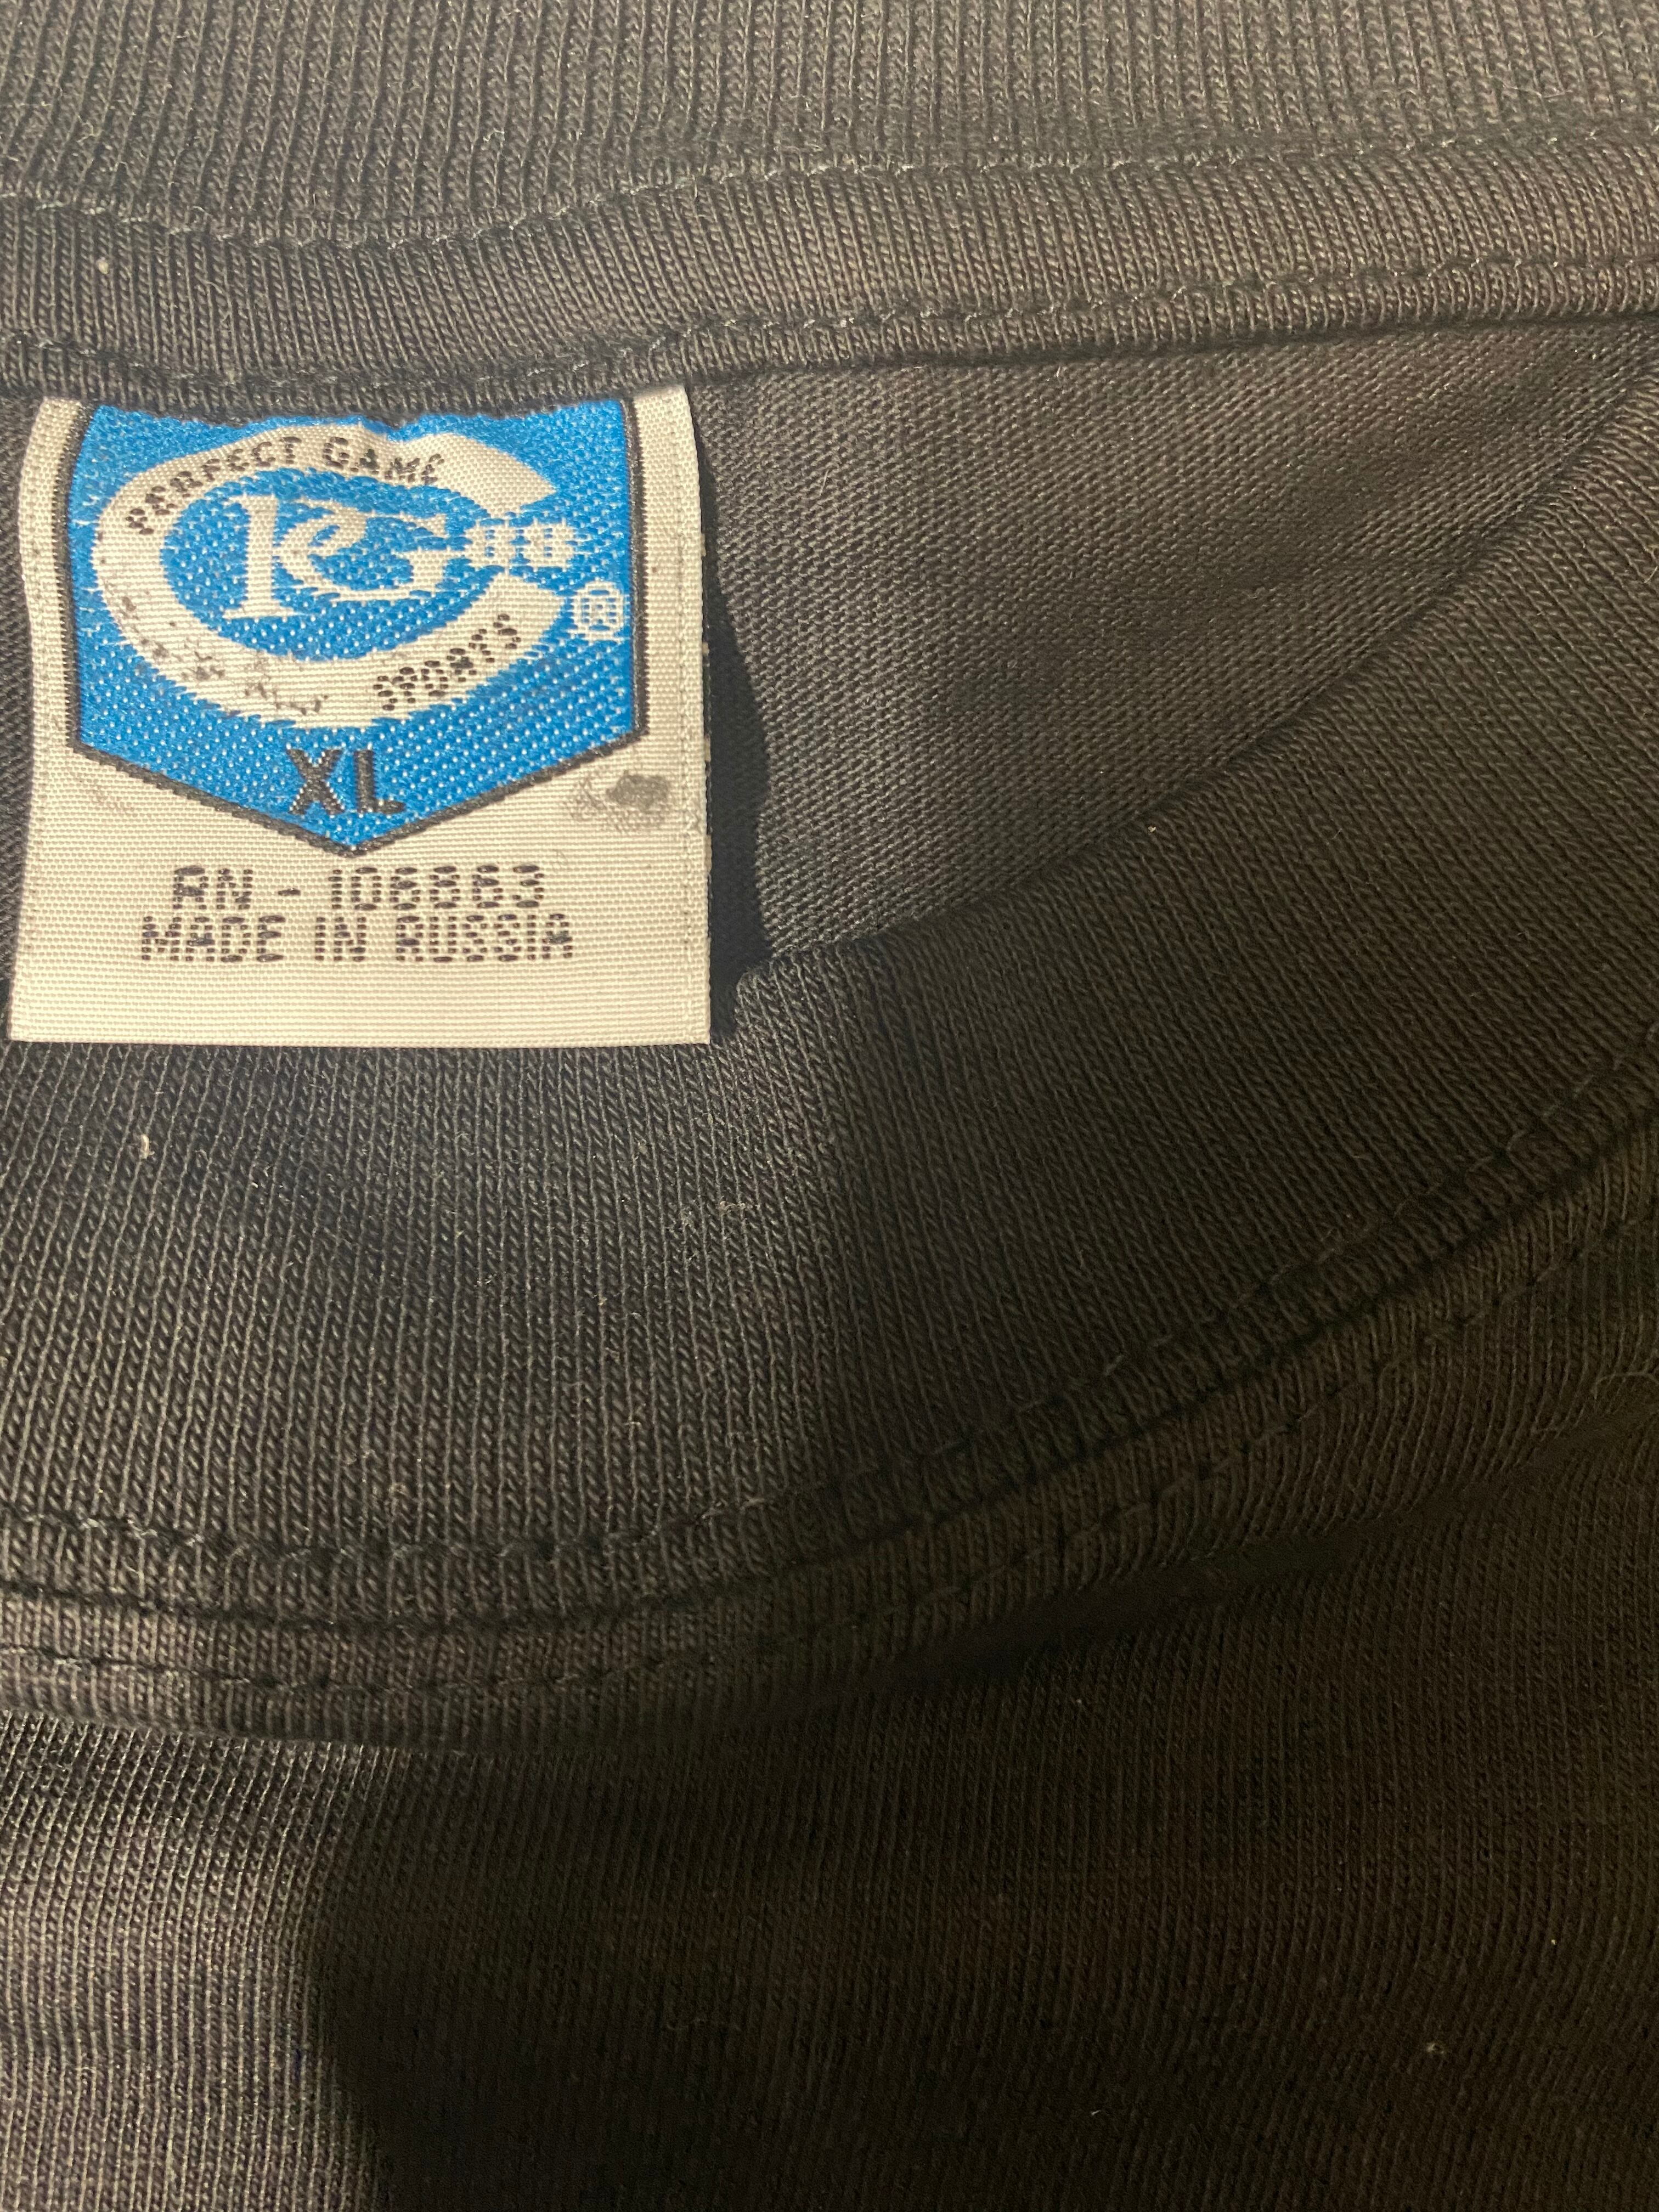 PERFECT GAME
PG
®
SPORTS
XL
RN - 106863
MADE IN RUSSIA